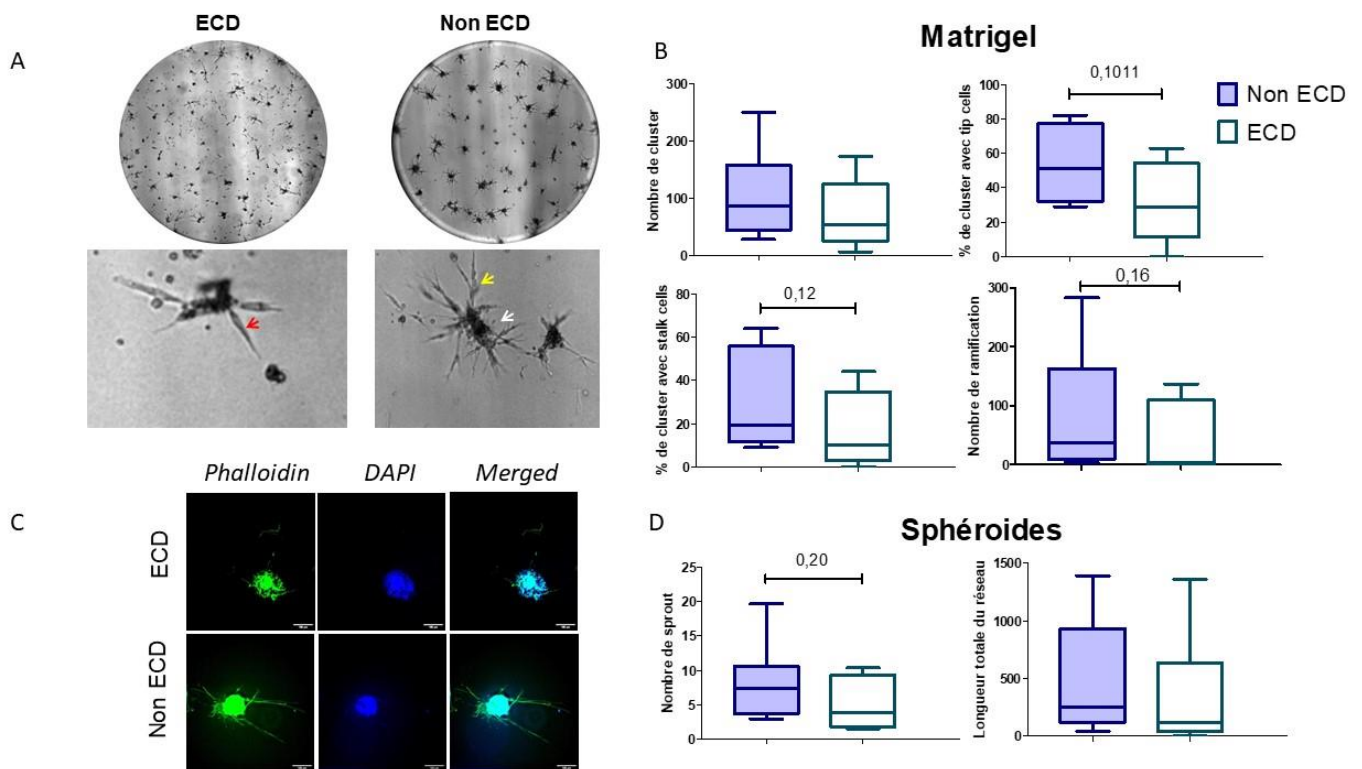 A
ECD
Non ECD
B
Matrigel
Nombre de cluster
300
200
100
0
% de cluster avec tip cells
100
80
60
40
20
0
0,1011
Non ECD
ECD
% de cluster avec stalk cells
80
60
40
20
0
0,12
Nombre de ramification
300
200
100
0
0,16
C
Phalloidin
DAPI
Merged
ECD
Non ECD
D
Sphéroides
Nombre de sprout
25
20
15
10
5
0
0,20
Longueur totale du réseau
1500
1000
500
0